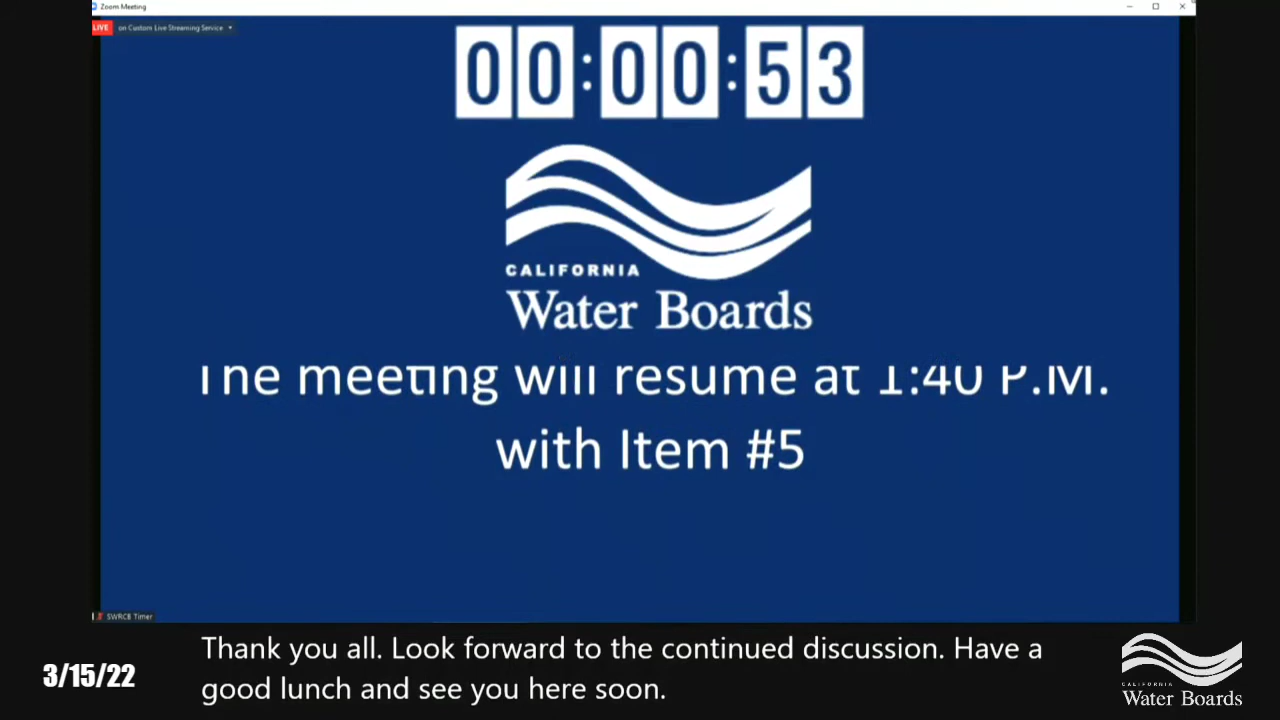 Zoom Meeting
LIVE on Custom Live Streaming Service
00:00:53
CALIFORNIA
Water Boards
The meeting will resume at 1:40 P.M.
with Item #5
SWRCB Timer
Thank you all. Look forward to the continued discussion. Have a
good lunch and see you here soon.
3/15/22
CALIFORNIA
Water Boards